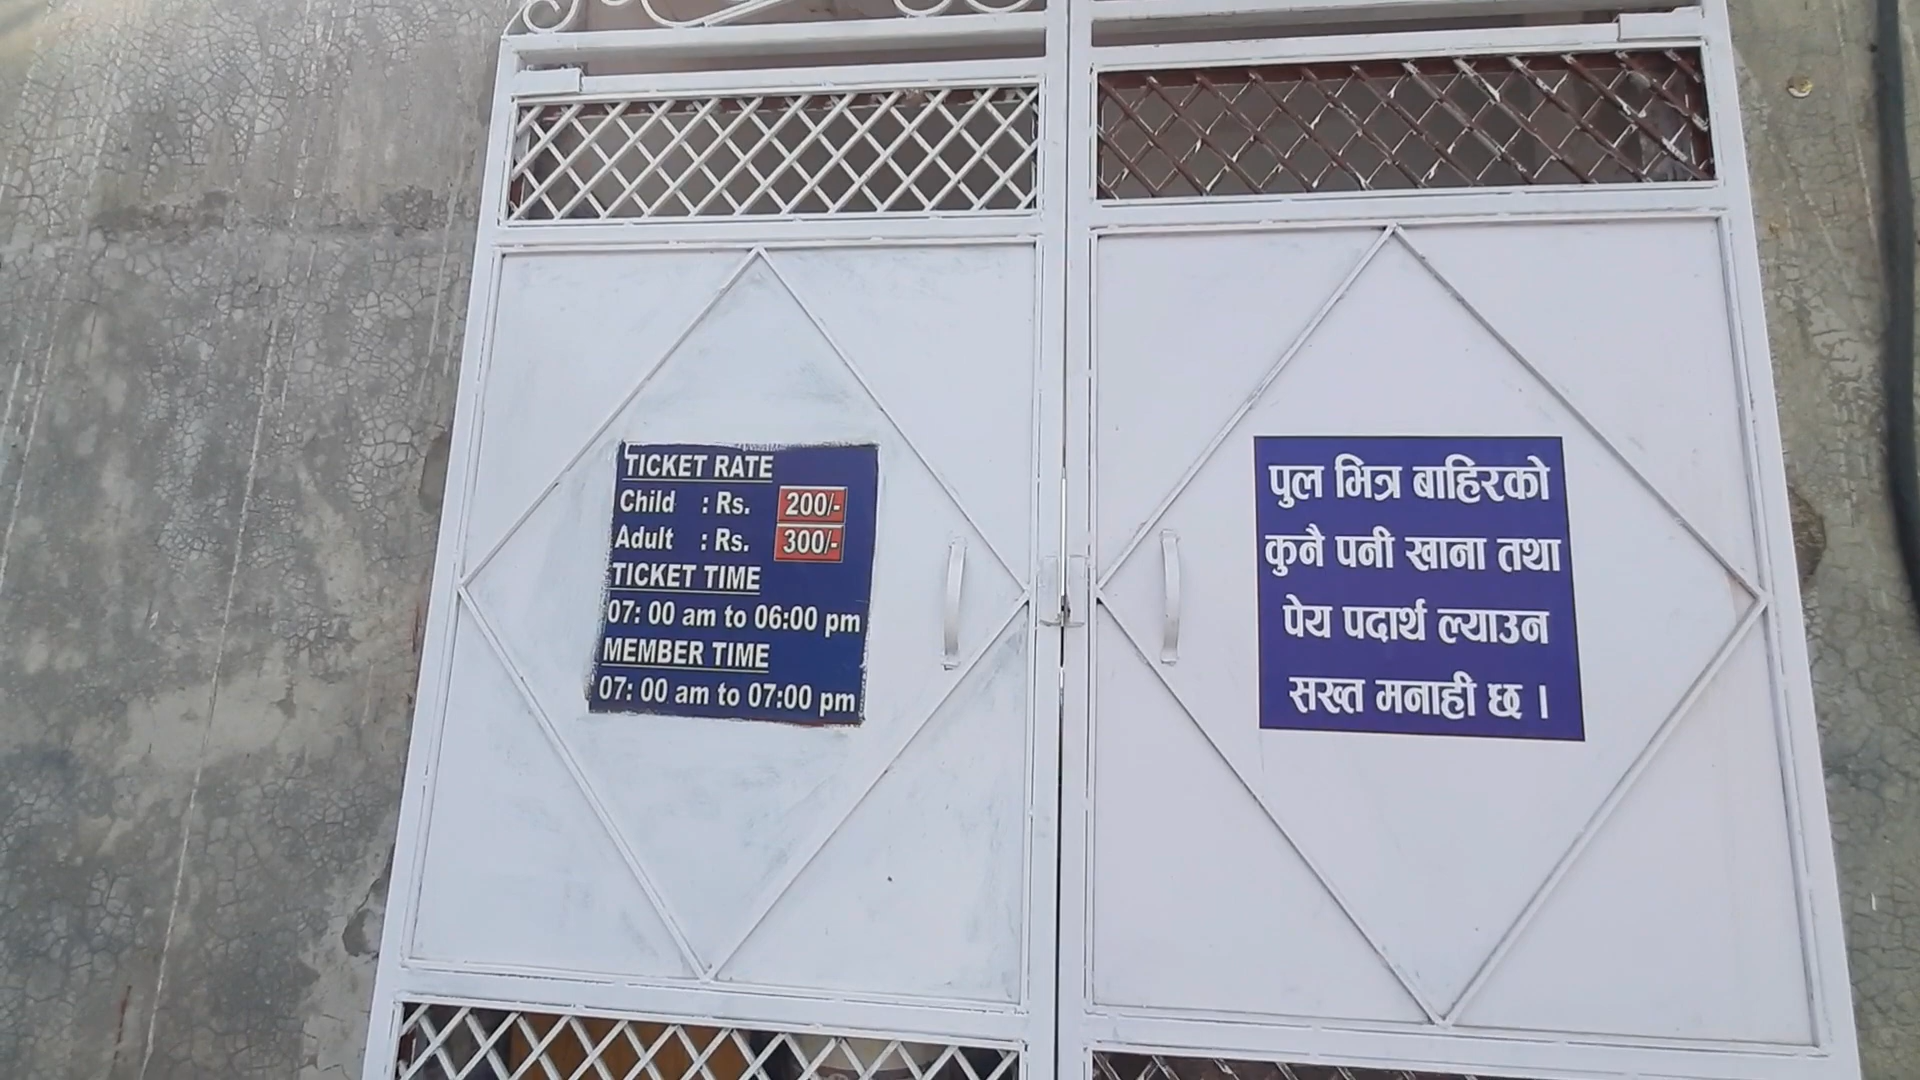 TICKET RATE
Child : Rs. 200/-
Adult : Rs. 300/-
TICKET TIME
07: 00 am to 06:00 pm
MEMBER TIME
07: 00 am to 07:00 pm
पुल भित्र बाहिरको
कुनै पनी खाना तथा
पेय पदार्थ ल्याउन
सख्त मनाही छ ।